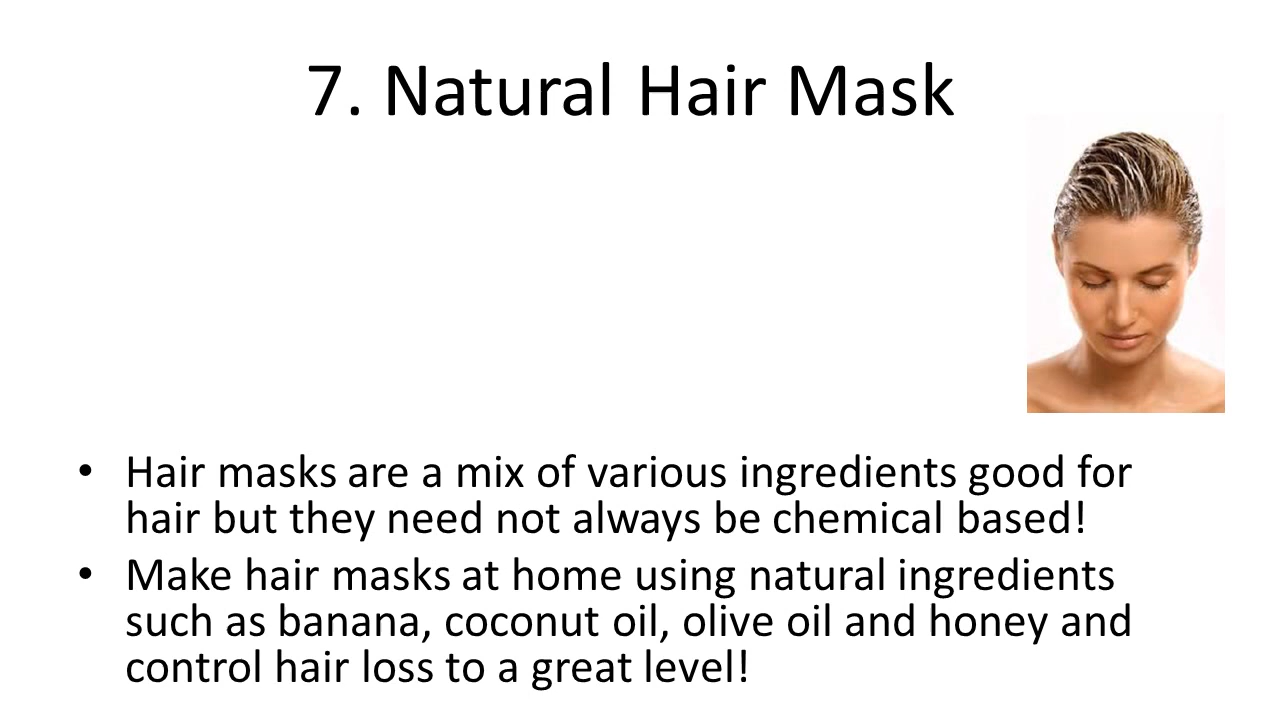 7. Natural Hair Mask
• Hair masks are a mix of various ingredients good for
hair but they need not always be chemical based!
• Make hair masks at home using natural ingredients
such as banana, coconut oil, olive oil and honey and
control hair loss to a great level!